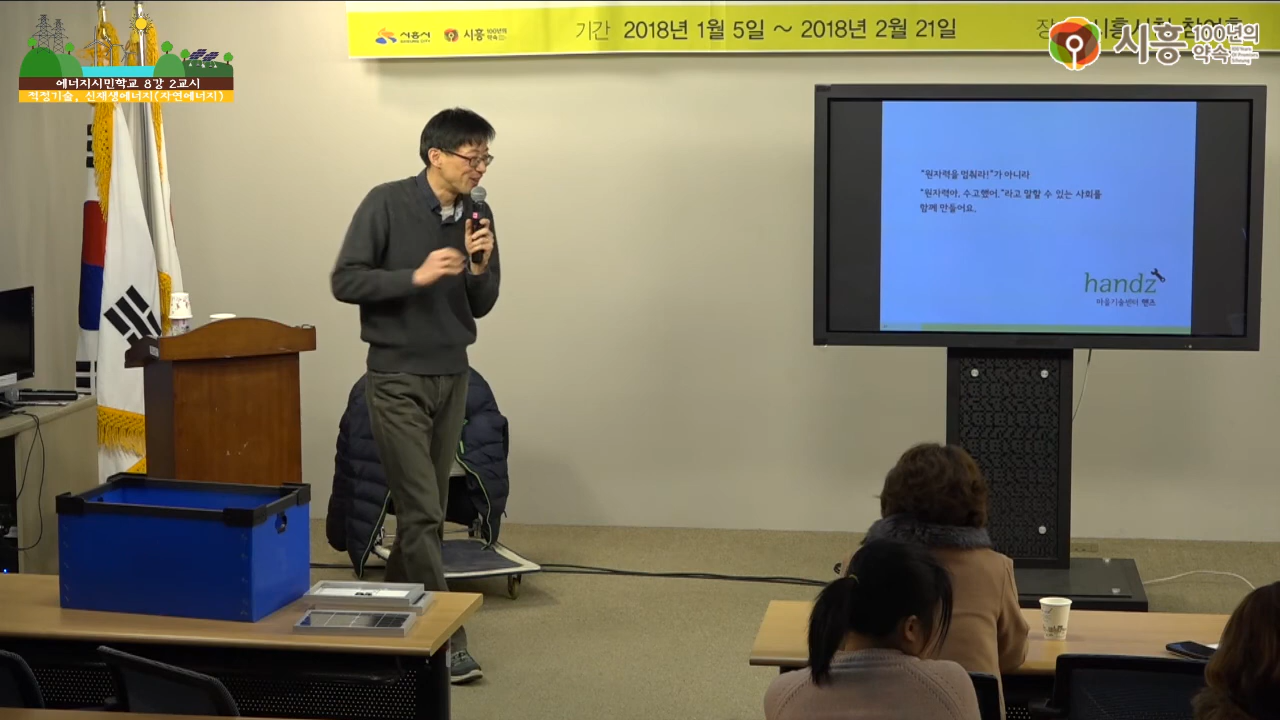 시흥시
SIHEUNG CITY
시흥 100년의 약속
기간 2018년 1월 5일 ~ 2018년 2월 21일
시흥 100년의 약속
에너지시민학교 8강 2교시
적정기술, 신재생에너지(자연에너지)
"원자력을 멈춰라!"가 아니라
"원자력아, 수고했어."라고 말할 수 있는 사회를
함께 만들어요.
handz
마을기술센터 핸즈